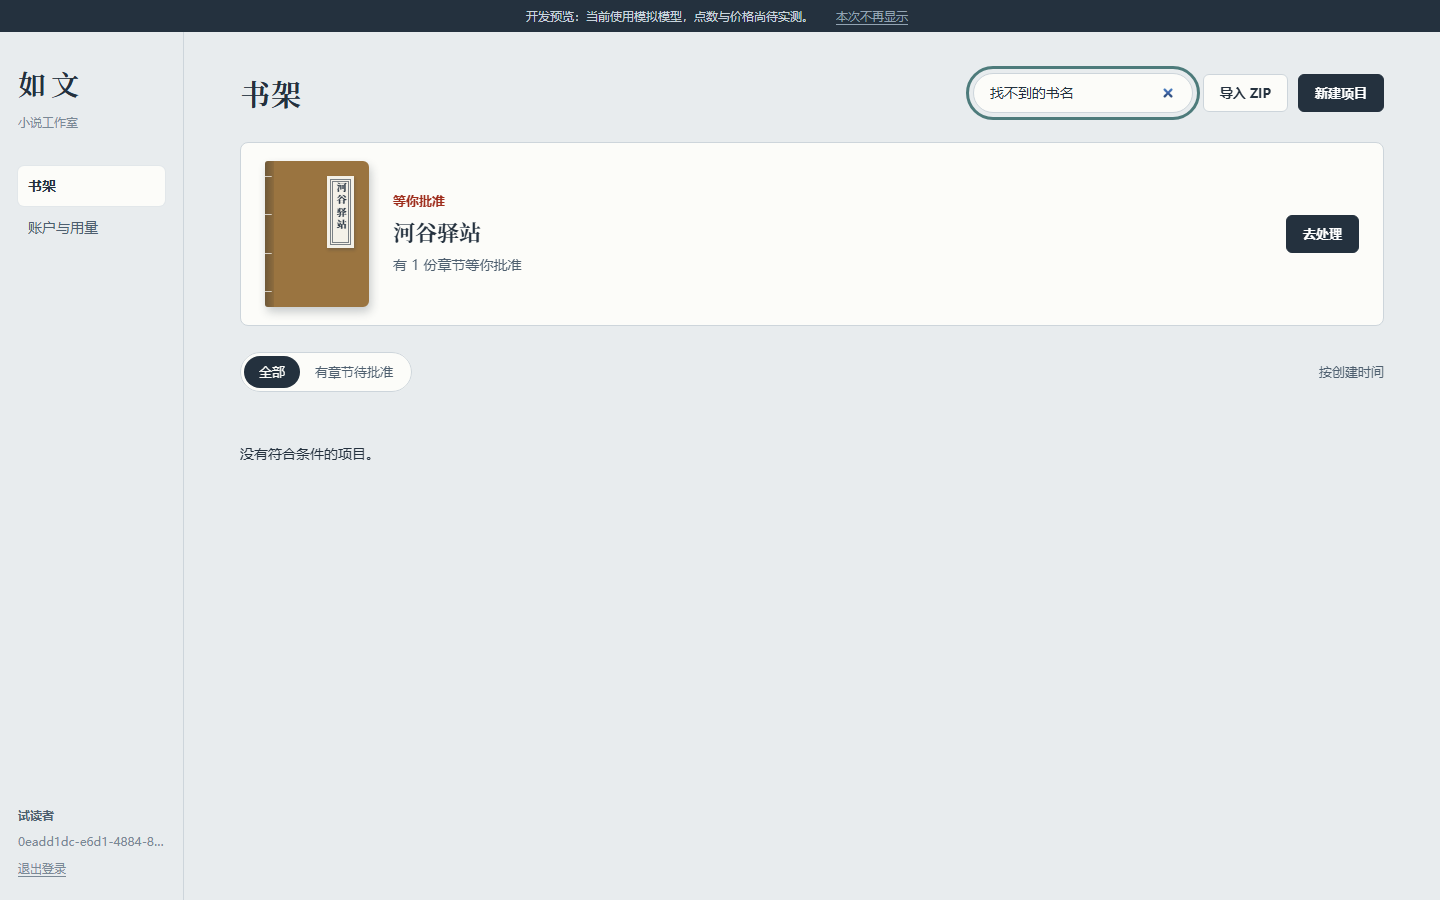 开发预览：当前使用模拟模型，点数与价格尚待实测。 本次不再显示
如文
小说工作室
书架
账户与用量
试读者
0eadd1dc-e6d1-4884-8...
退出登录
书架
找不到的书名
导入 ZIP
新建项目
河谷驿站
等你批准
河谷驿站
有 1 份章节等你批准
去处理
全部
有章节待批准
按创建时间
没有符合条件的项目。